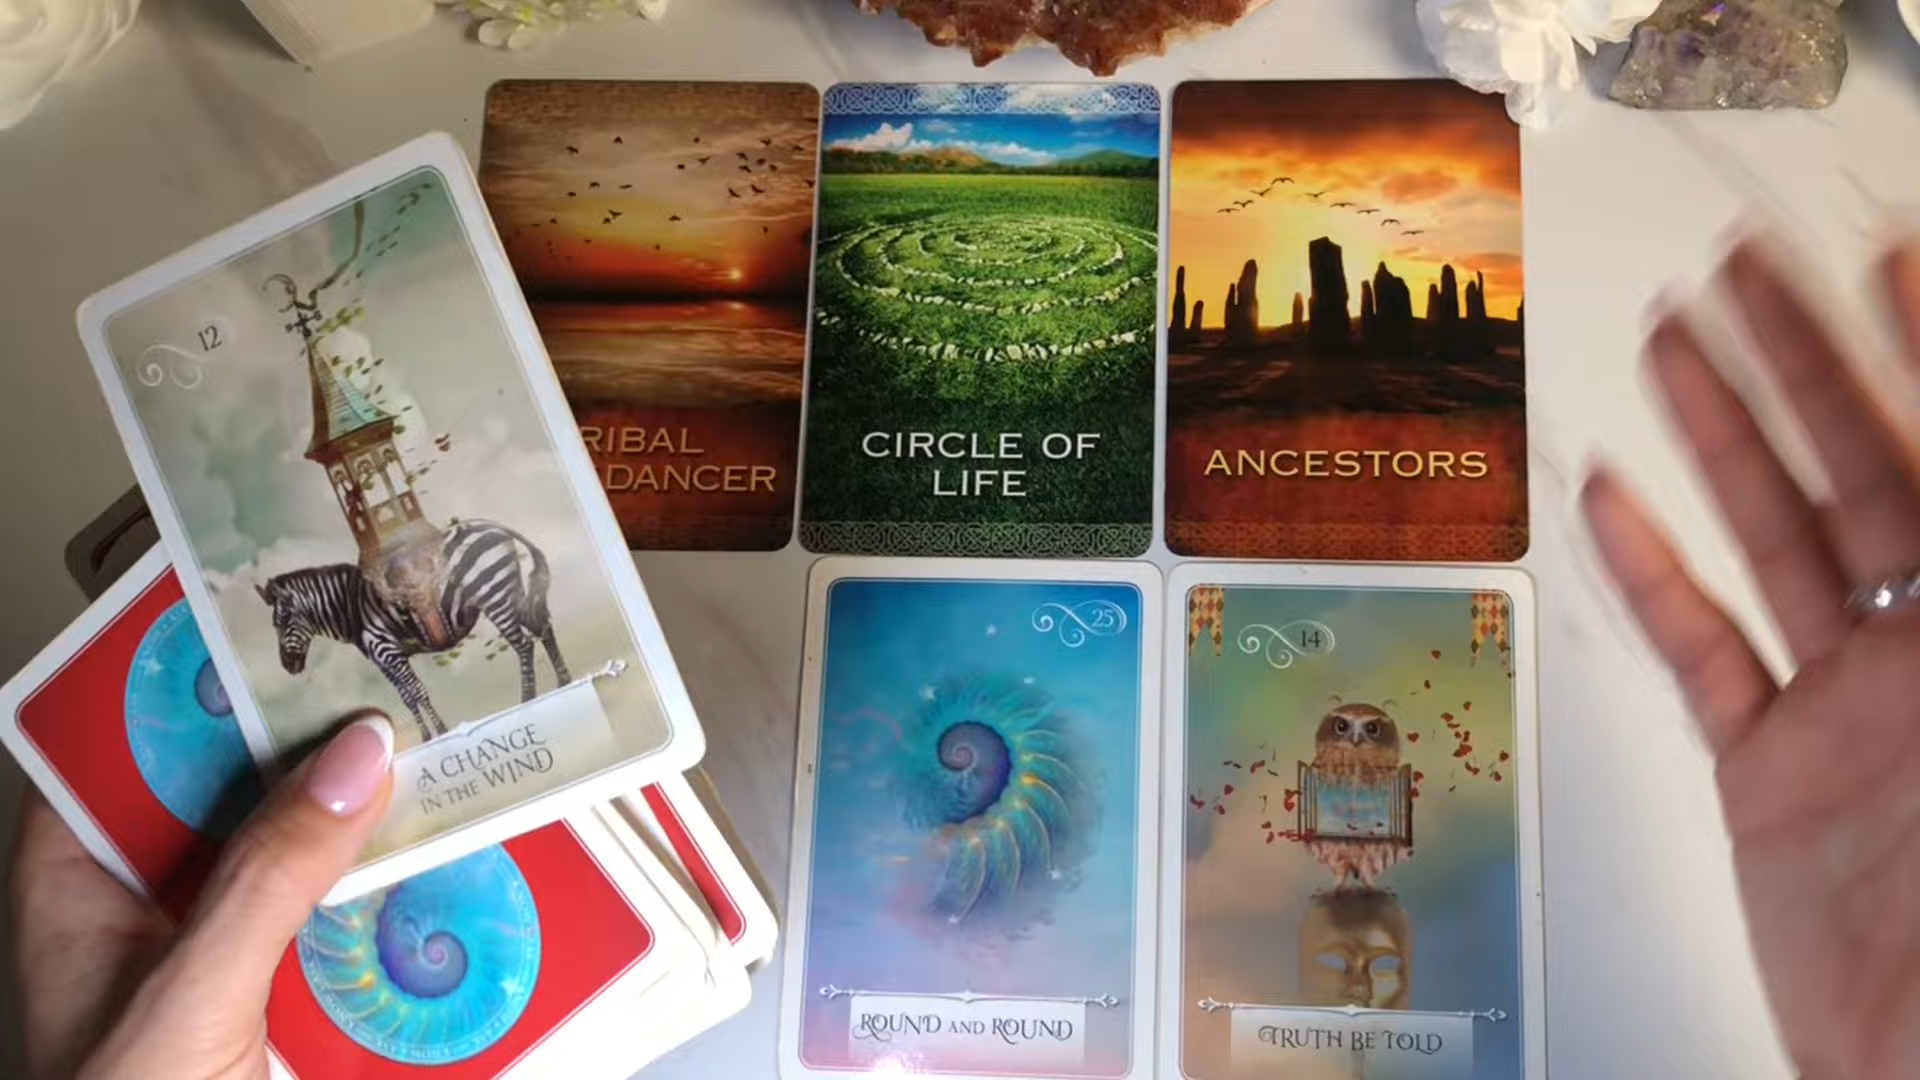 RIBAL
DANCER
CIRCLE OF
LIFE
ANCESTORS
12
A CHANGE
IN THE WIND
25
ROUND AND ROUND
14
TRUTH BE TOLD